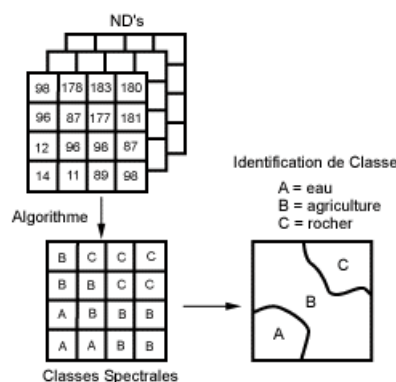 ND's
98 178 183 180
96 87 177 181
12 96 98 87
14 11 89 98
Identification de Classe
A = eau
B = agriculture
C = rocher
Algorithme
B C C C
B B C C
A B B B
A A B B
Classes Spectrales
C
B
A